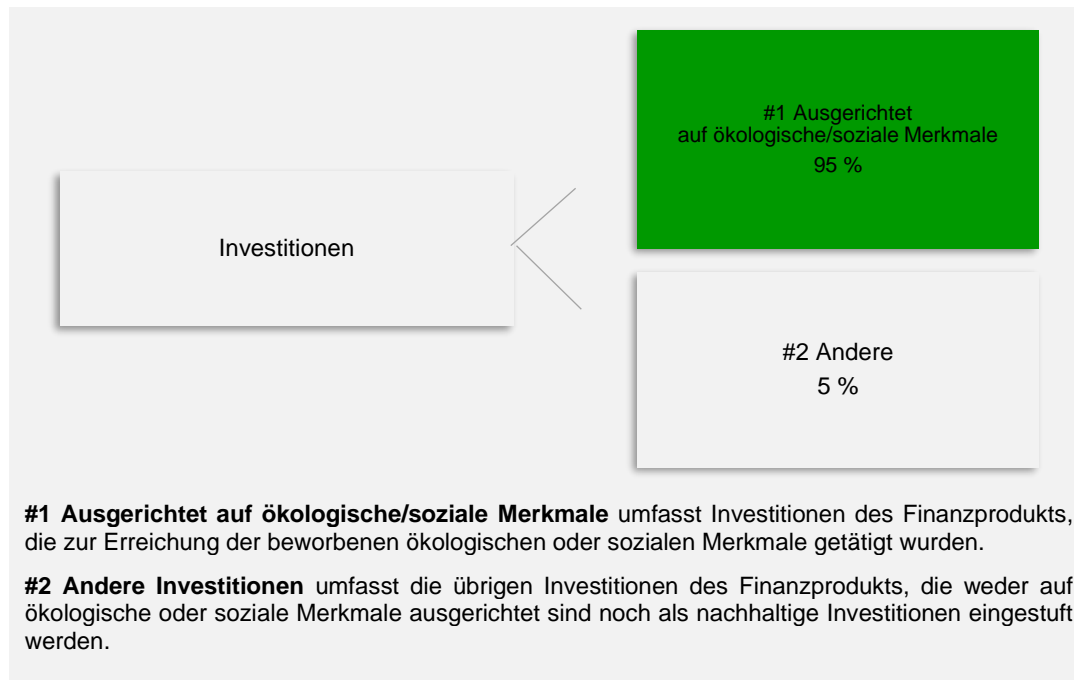 #1 Ausgerichtet
auf ökologische/soziale Merkmale
95 %
Investitionen
#2 Andere
5 %
#1 Ausgerichtet auf ökologische/soziale Merkmale umfasst Investitionen des Finanzprodukts,
die zur Erreichung der beworbenen ökologischen oder sozialen Merkmale getätigt wurden.
#2 Andere Investitionen umfasst die übrigen Investitionen des Finanzprodukts, die weder auf
ökologische oder soziale Merkmale ausgerichtet sind noch als nachhaltige Investitionen eingestuft
werden.